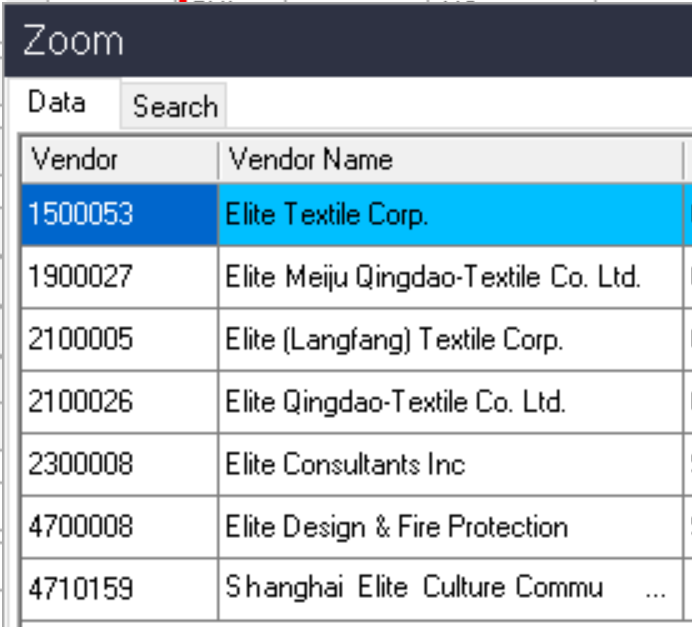 Zoom
Data Search
Vendor Vendor Name
1500053 Elite Textile Corp.
1900027 Elite Meiju Qingdao-Textile Co. Ltd.
2100005 Elite (Langfang) Textile Corp.
2100026 Elite Qingdao-Textile Co. Ltd.
2300008 Elite Consultants Inc
4700008 Elite Design & Fire Protection
4710159 Shanghai Elite Culture Commu ...